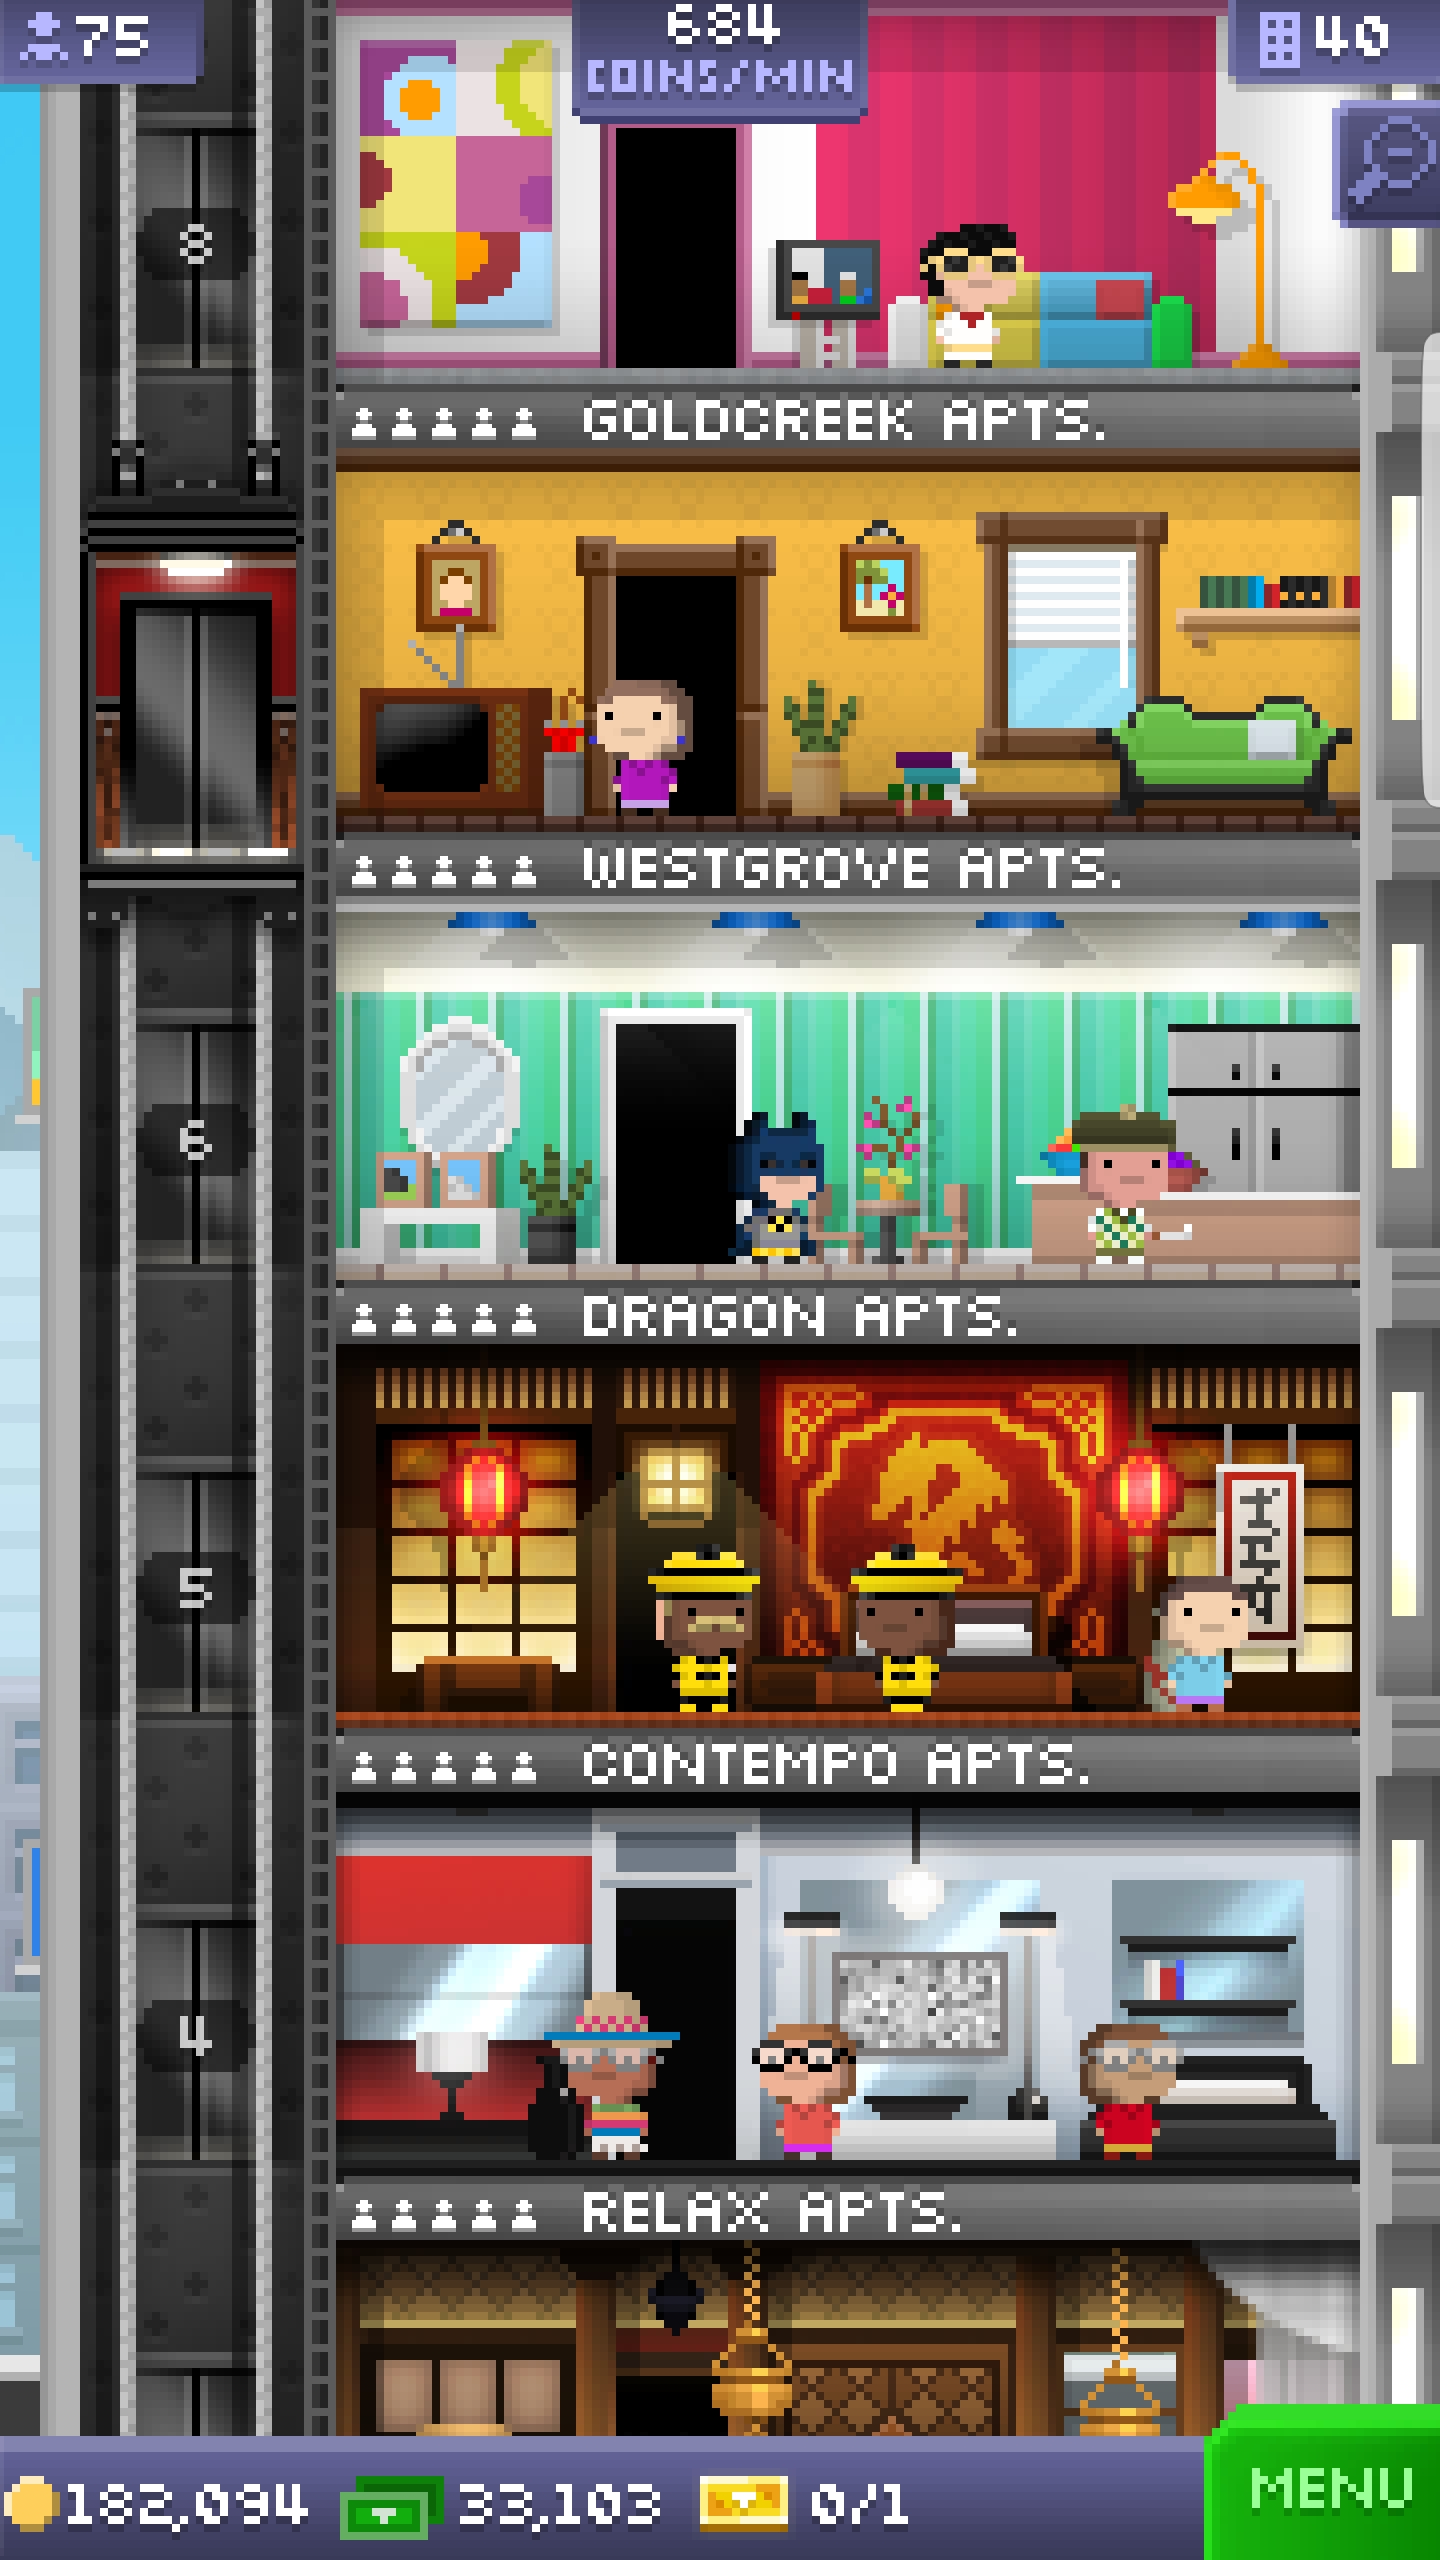 75
684
COINS/MIN
40
8
GOLDCREEK APTS.
WESTGROVE APTS.
6
DRAGON APTS.
5
CONTEMPO APTS.
4
RELAX APTS.
182,094
33,103
0/1
MENU